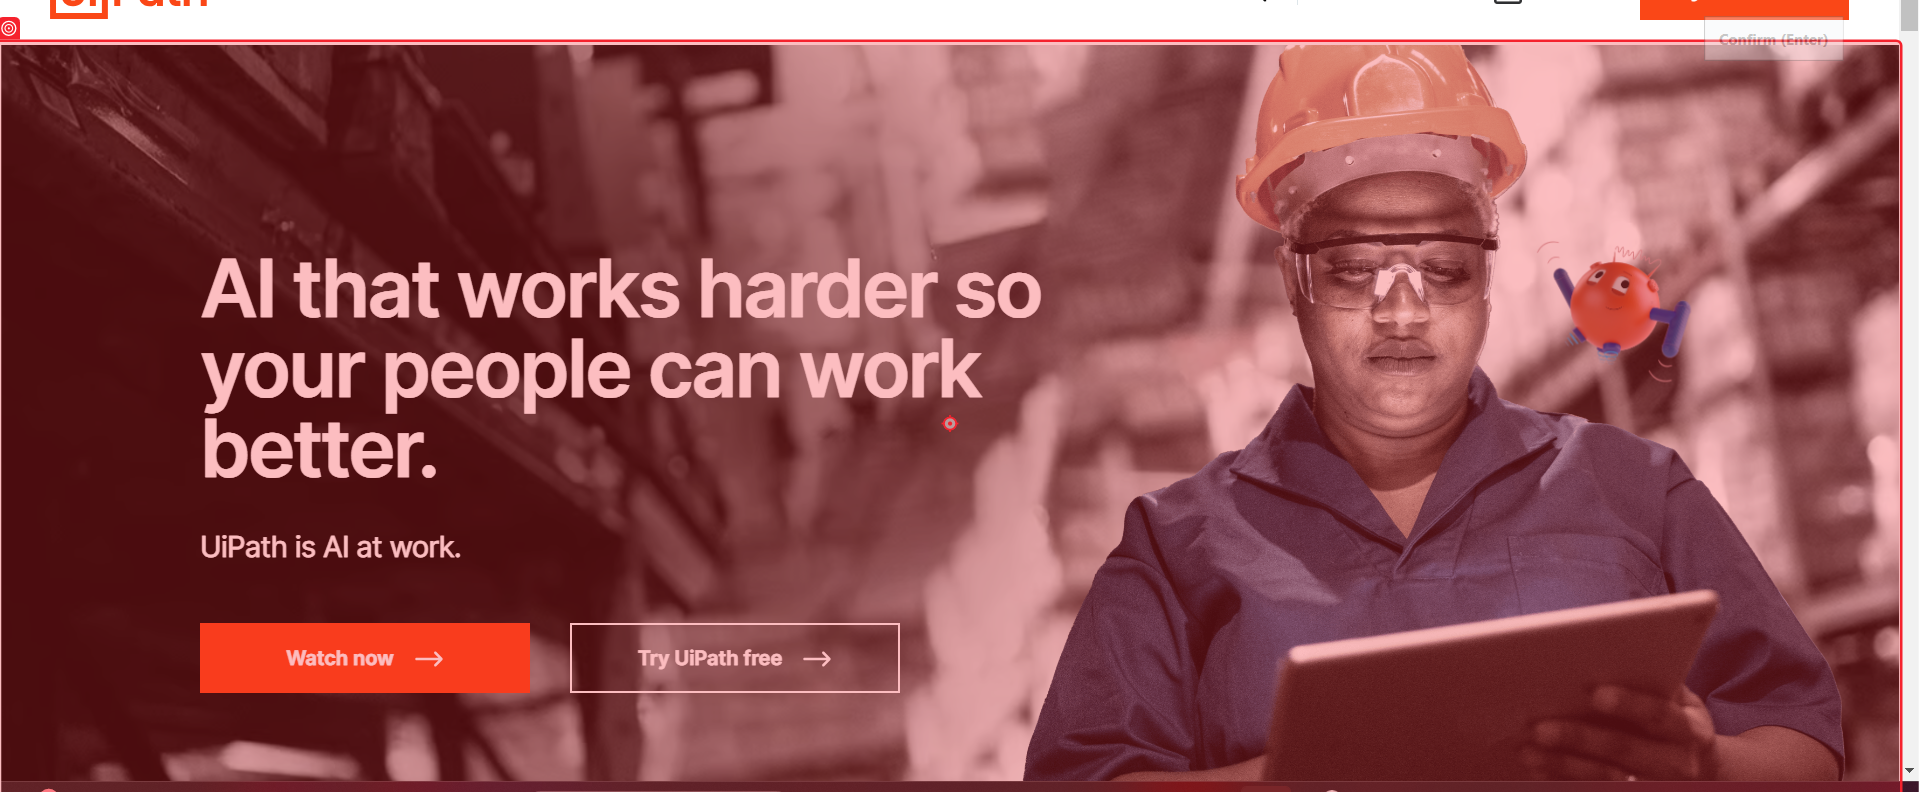 Confirm (Enter)
AI that works harder so
your people can work
better.
UiPath is AI at work.
Watch now
Try UiPath free